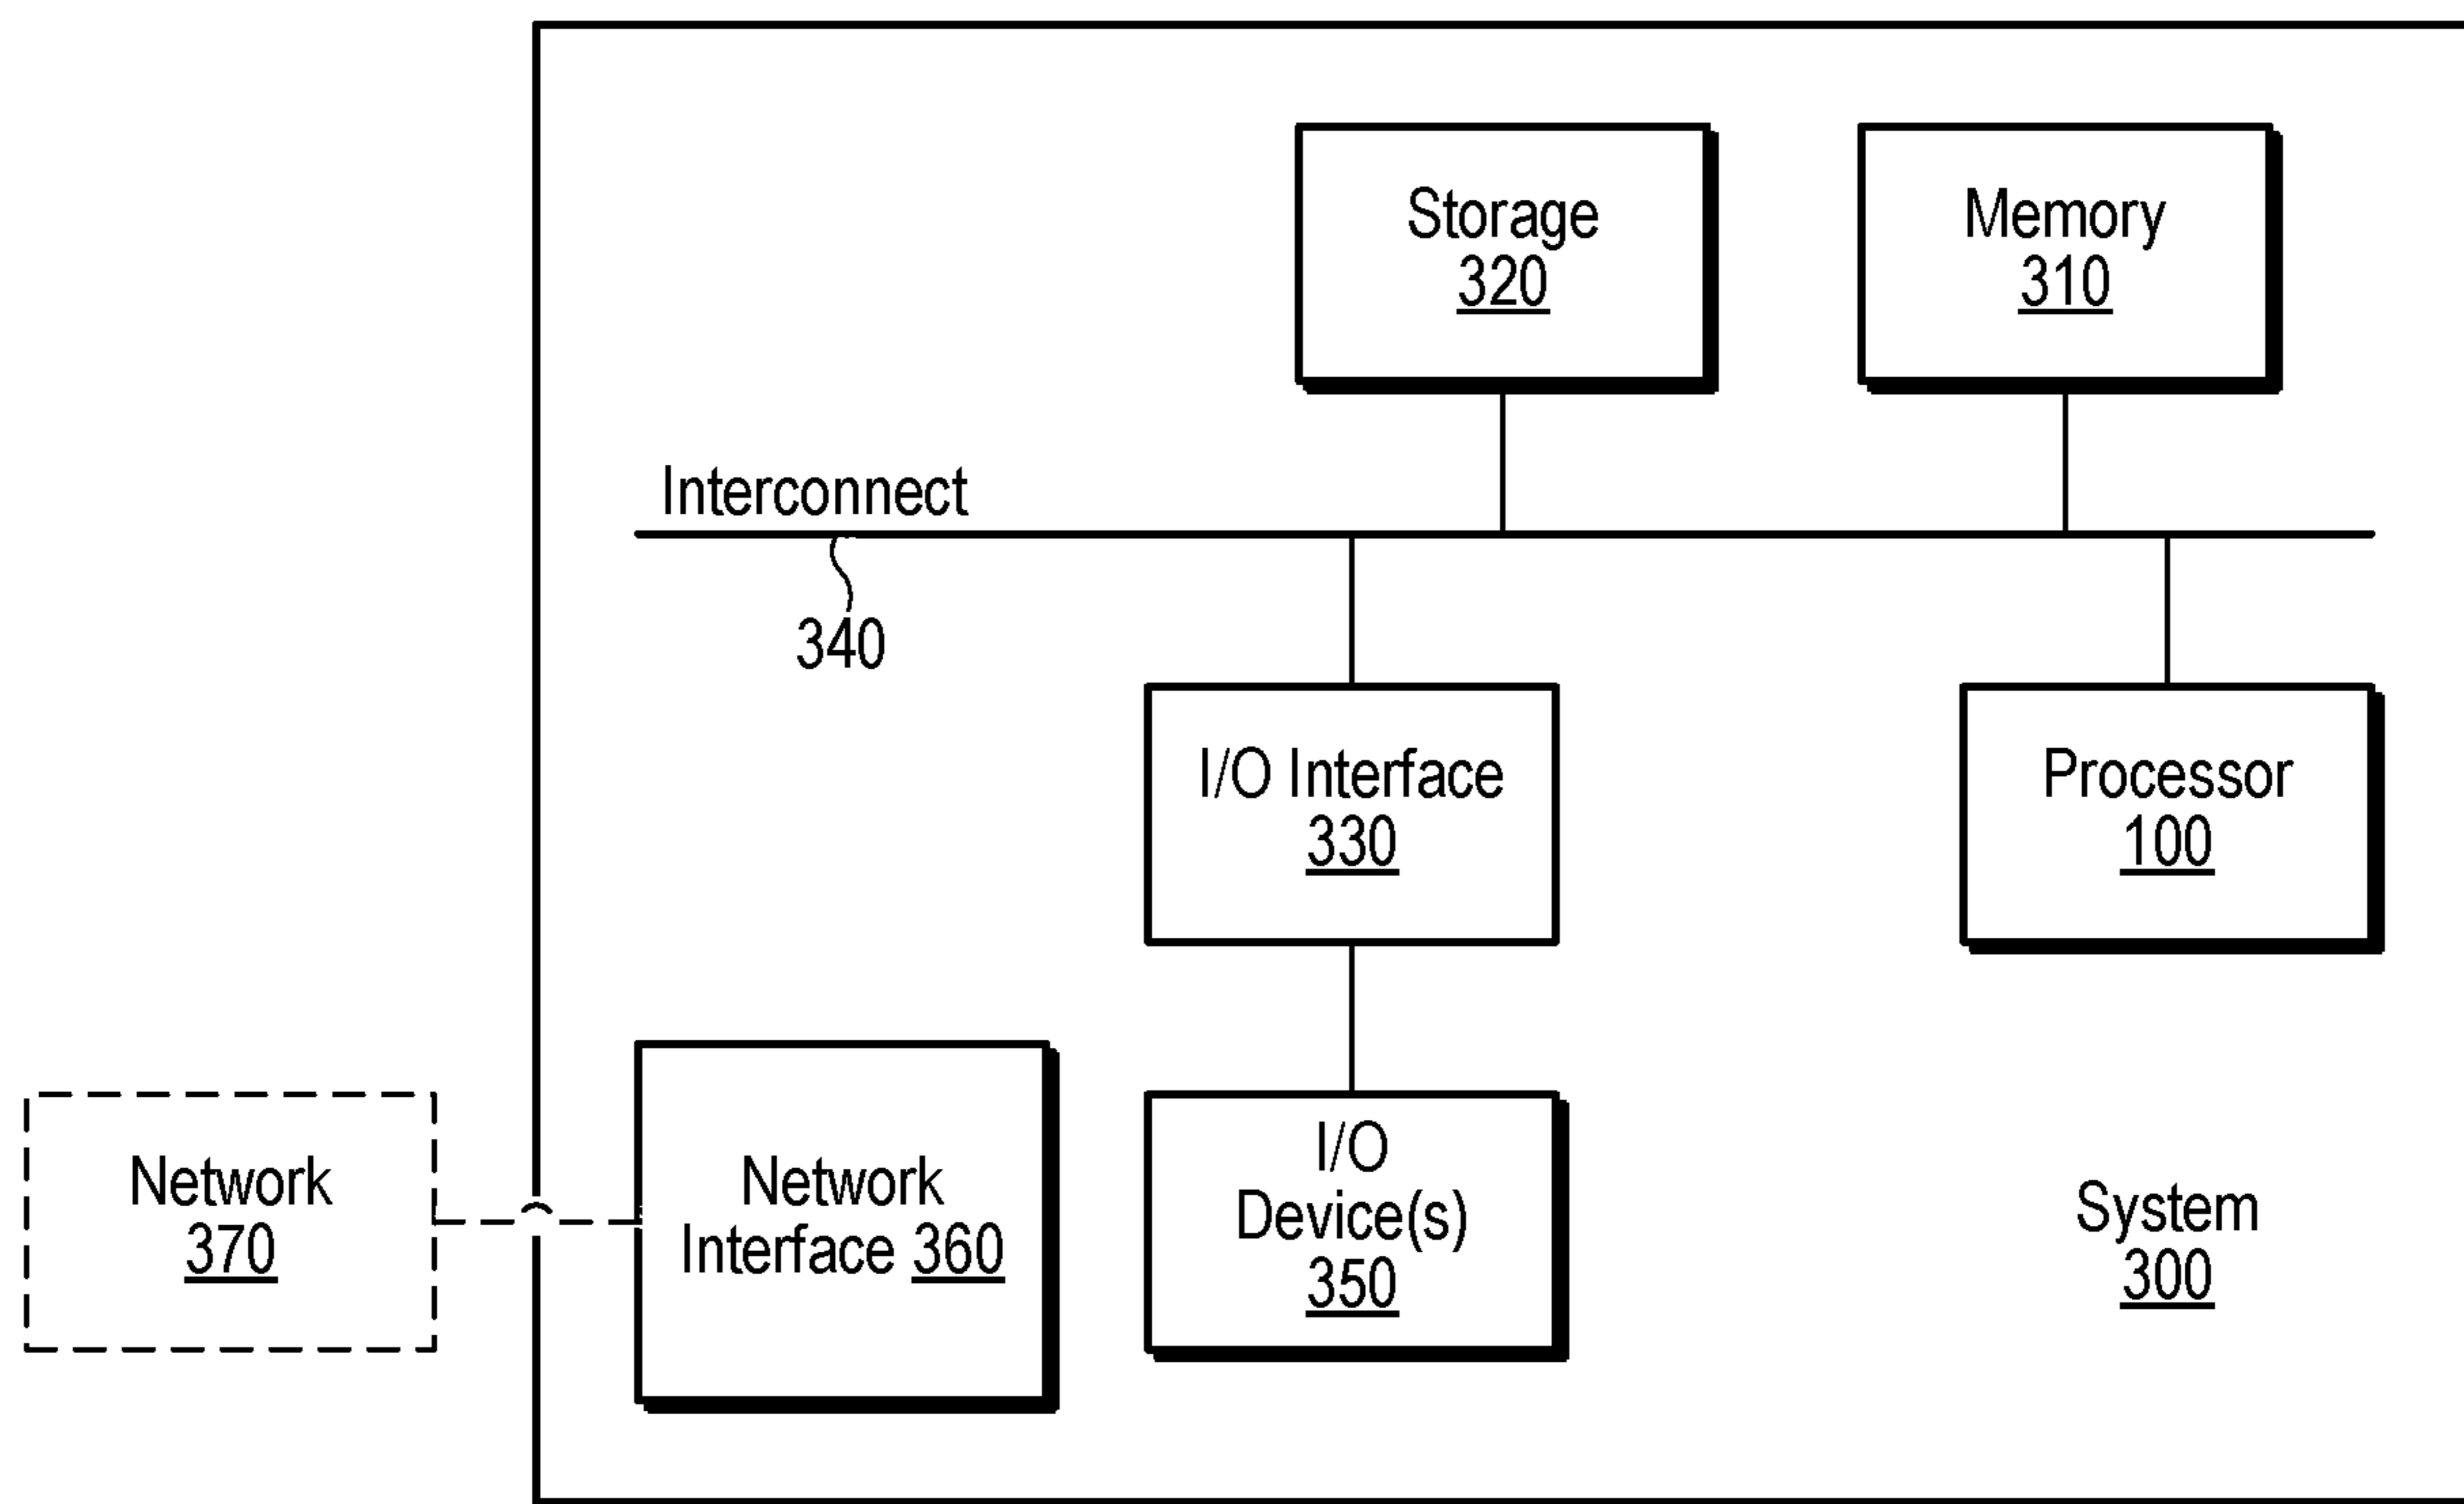 Storage
320
Memory
310
Interconnect
340
I/O Interface
330
Processor
100
Network
370
Network
Interface 360
I/O
Device(s)
350
System
300